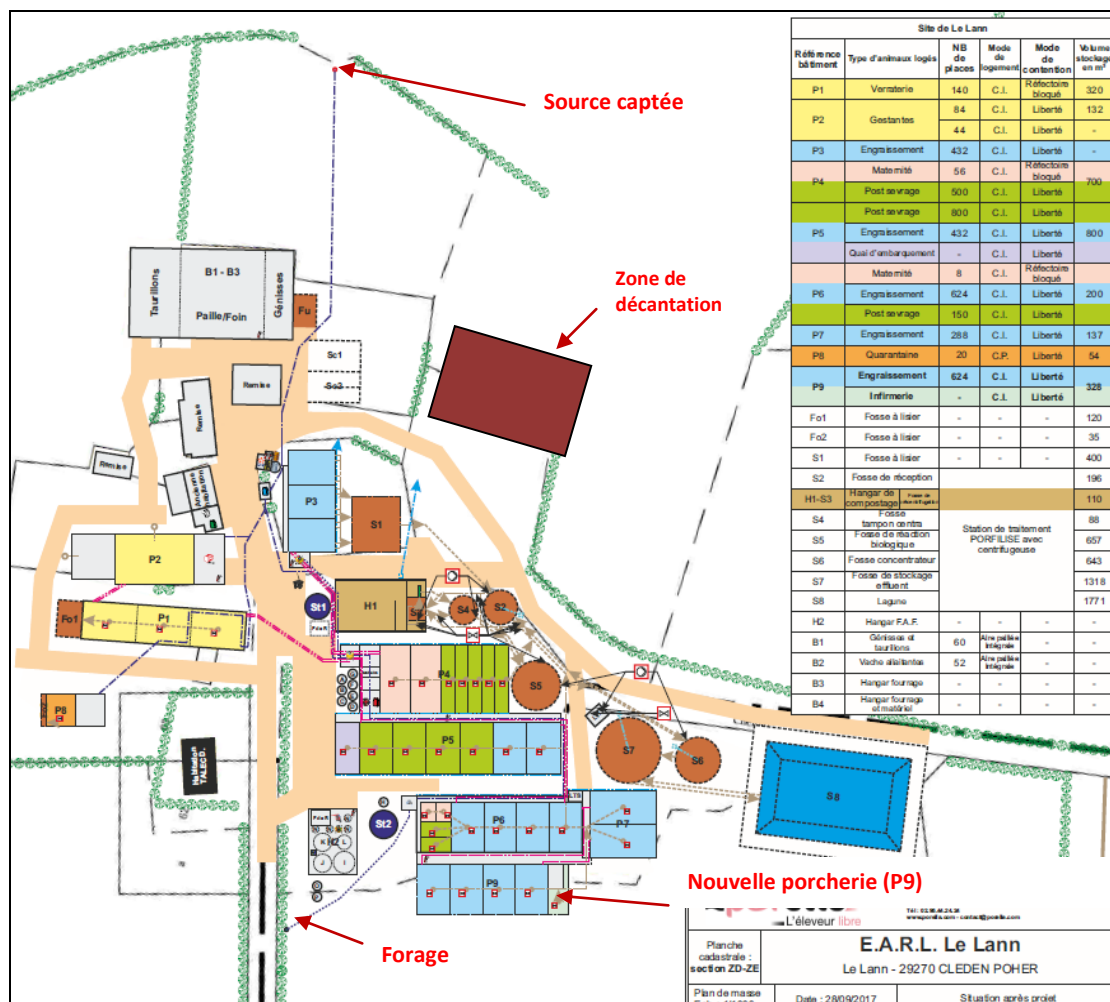 Site de Le Lann
Référence bâtiment Type d'animaux logés NB de places Mode de logement Mode de contention Volume stockage en m³
P1 Verraterie 140 C.I. Réfectoire bloqué 320
P2 Gestantes 84 C.I. Liberté 132
44 C.I. Liberté -
P3 Engraissement 432 C.I. Liberté -
P4 Maternité 56 C.I. Réfectoire bloqué 700
Post sevrage 500 C.I. Liberté
P5 Post sevrage 800 C.I. Liberté 800
Engraissement 432 C.I. Liberté
Quai d'embarquement - C.I. Liberté
P6 Maternité 8 C.I. Réfectoire bloqué 200
Engraissement 624 C.I. Liberté
Post sevrage 150 C.I. Liberté
P7 Engraissement 288 C.I. Liberté 137
P8 Quarantaine 20 C.P. Liberté 54
P9 Engraissement 624 C.I. Liberté 328
Infirmerie - C.I. Liberté
Fo1 Fosse à lisier - - - 120
Fo2 Fosse à lisier - - - 35
S1 Fosse à lisier - - - 400
S2 Fosse de réception 196
H1-S3 Hangar de compostage 110
S4 Fosse tampon centra 88
S5 Fosse de réaction biologique 657
S6 Fosse concentrateur 643
S7 Fosse de stockage effluent 1318
S8 Lagune 1771
Station de traitement PORFILISE avec centrifugeuse
H2 Hangar F.A.F. - - - -
B1 Génisses et taurillons 60 Aire paillée Intégrale - -
B2 Vache allaitantes 52 Aire paillée Intégrale - -
B3 Hangar fourrage - - - -
B4 Hangar fourrage et matériel - - - -
Source captée
Zone de
décantation
Taurillons
B1 - B3
Paille/Foin
Génisses
Fu
Sc1
Remise
Remise
Remise
Ancienne habitation
P3
S1
P2
St1
H1
S4
S2
Fo1
P1
P4
S5
P8
P5
Habitation
TALEC D.
S7
S6
S8
St2
P6
P7
K L
J I
P9
Nouvelle porcherie (P9)
Forage
L'éleveur libre
Planche
cadastrale :
section ZD-ZE
E.A.R.L. Le Lann
Le Lann - 29270 CLEDEN POHER
Plan de masse
Date : 28/09/2017
Situation après projet